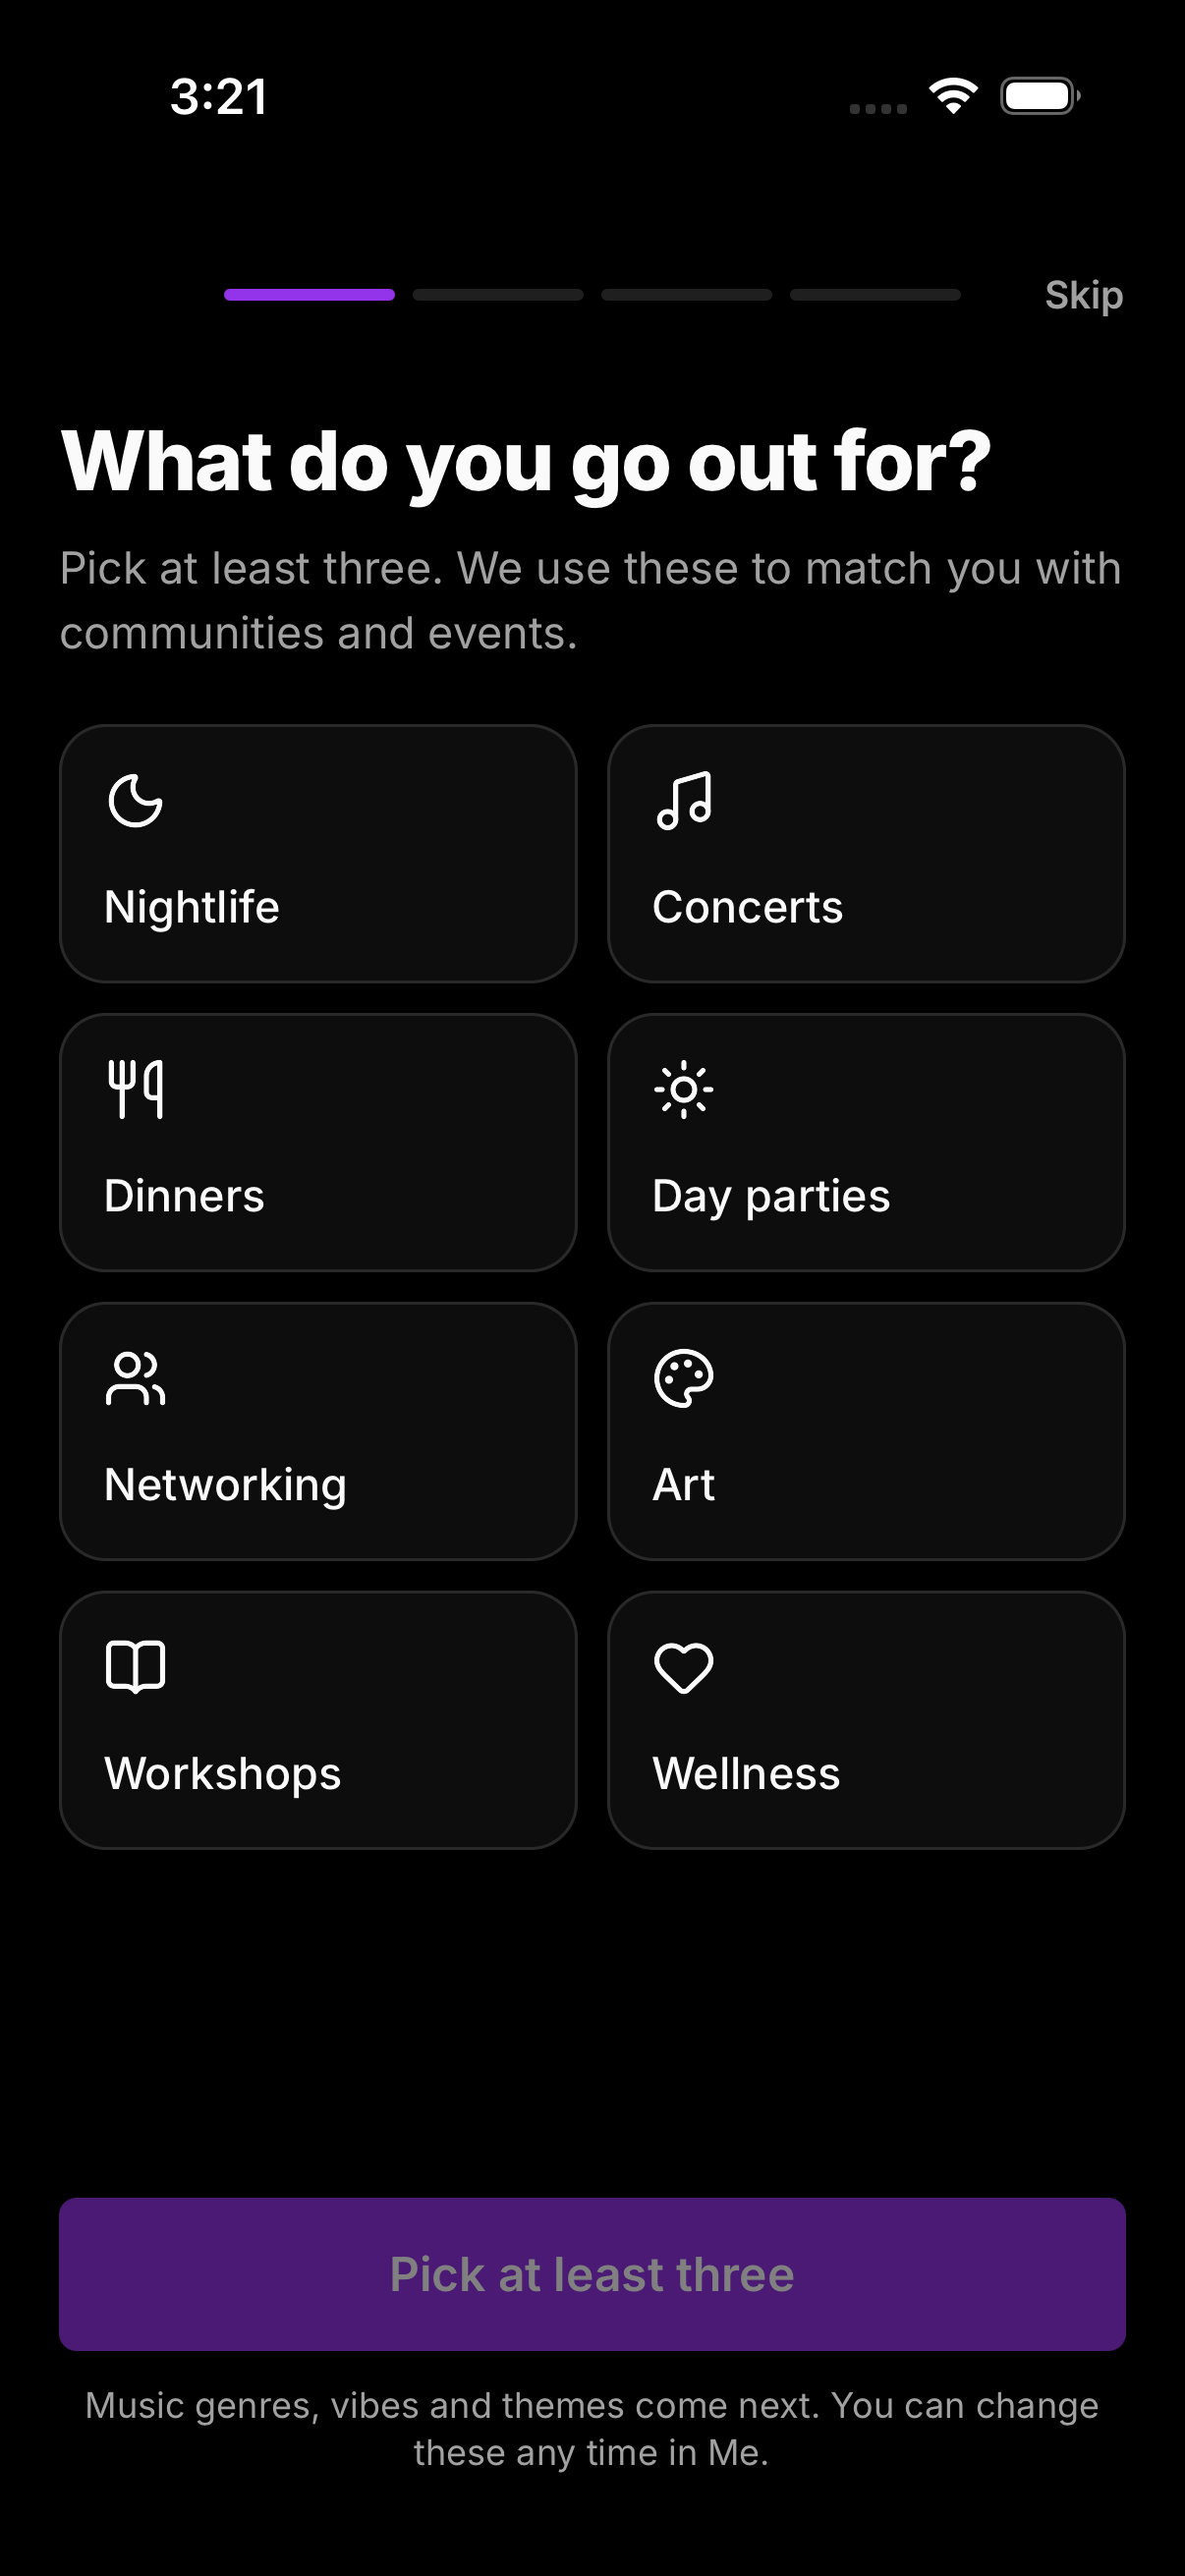 3:21
Skip
What do you go out for?
Pick at least three. We use these to match you with
communities and events.
Nightlife
Concerts
Dinners
Day parties
Networking
Art
Workshops
Wellness
Pick at least three
Music genres, vibes and themes come next. You can change
these any time in Me.